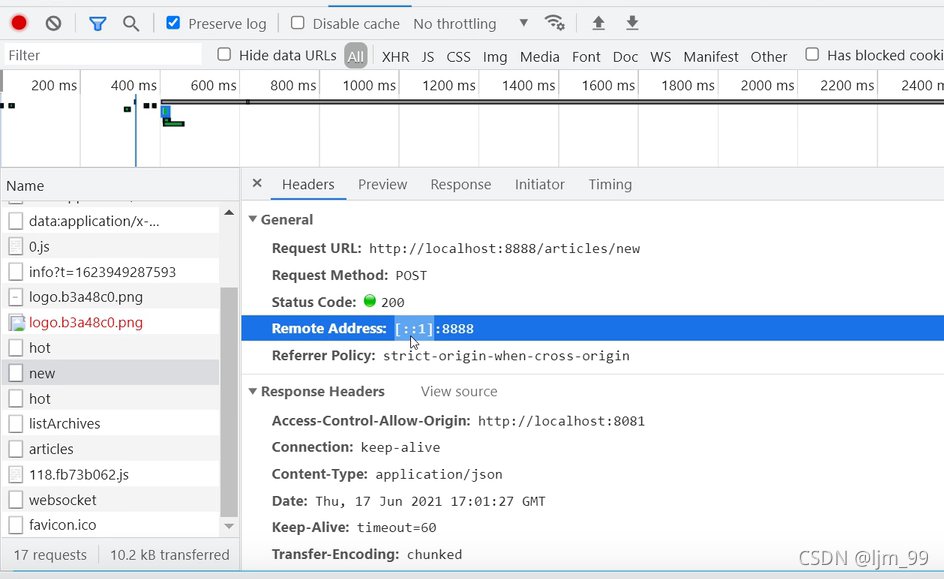 Preserve log Disable cache No throttling
Filter Hide data URLs All XHR JS CSS Img Media Font Doc WS Manifest Other Has blocked cooki
200 ms 400 ms 600 ms 800 ms 1000 ms 1200 ms 1400 ms 1600 ms 1800 ms 2000 ms 2200 ms 2400 m
Name
Headers Preview Response Initiator Timing
data:application/x-...
0.js
info?t=1623949287593
logo.b3a48c0.png
logo.b3a48c0.png
hot
new
hot
listArchives
articles
118.fb73b062.js
websocket
favicon.ico
17 requests 10.2 kB transferred
General
Request URL: http://localhost:8888/articles/new
Request Method: POST
Status Code: 200
Remote Address: [::1]:8888
Referrer Policy: strict-origin-when-cross-origin
Response Headers View source
Access-Control-Allow-Origin: http://localhost:8081
Connection: keep-alive
Content-Type: application/json
Date: Thu, 17 Jun 2021 17:01:27 GMT
Keep-Alive: timeout=60
Transfer-Encoding: chunked
CSDN @ljm_99